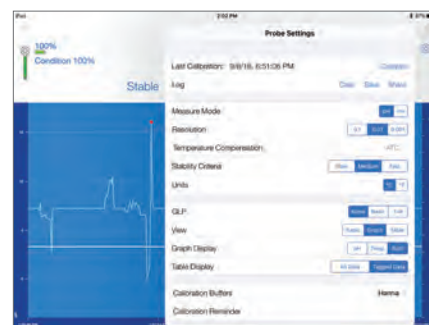 iPad
2:02 PM
100%
Condition 100%
Stable
Probe Settings
Last Calibration: 9/8/16, 6:51:06 PM
Log
Clear Save Share
Measure Mode
pH mV
Resolution
0.1 0.01 0.001
Temperature Compensation
ATC
Stability Criteria
Medium Fast
Units
°C °F
GLP
None Basic Full
View
Basic Graph Table
Graph Display
pH Temp Both
Table Display
All Data Tagged Data
Calibration Buffers
Hanna
Calibration Reminder